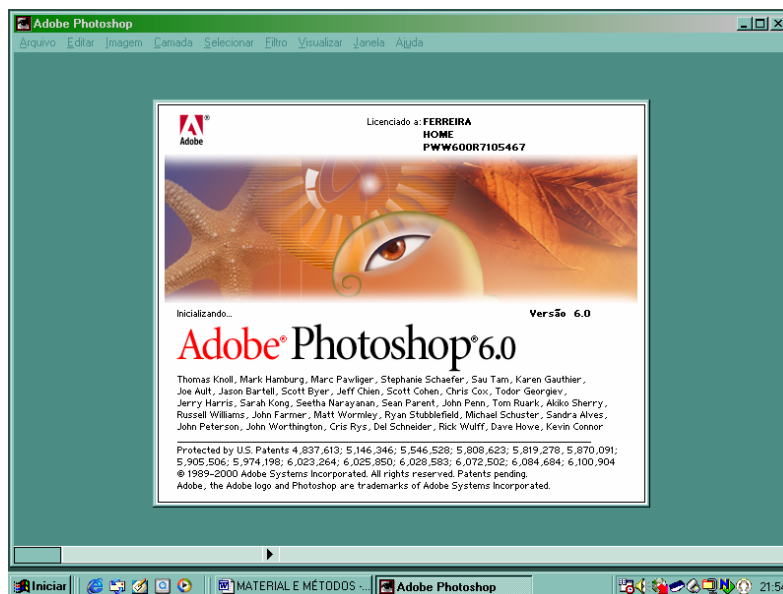 Adobe Photoshop
Arquivo Editar Imagem Camada Selecionar Filtro Visualizar Janela Ajuda
Adobe
Licenciado a: FERREIRA
HOME
PWW600R7105467
Inicializando...
Versão 6.0
Adobe® Photoshop® 6.0
Thomas Knoll, Mark Hamburg, Marc Pawliger, Stephanie Schaefer, Sau Tam, Karen Gauthier,
Joe Ault, Jason Bartell, Scott Byer, Jeff Chien, Scott Cohen, Chris Cox, Todor Georgiev,
Jerry Harris, Sarah Kong, Seetha Narayanan, Sean Parent, John Penn, Tom Ruark, Akiko Sherry,
Russell Williams, John Farmer, Matt Wormley, Ryan Stubblefield, Michael Schuster, Sandra Alves,
John Peterson, John Worthington, Cris Rys, Del Schneider, Rick Wulff, Dave Howe, Kevin Connor
Protected by U.S. Patents 4,837,613; 5,146,346; 5,546,528; 5,808,623; 5,819,278, 5,870,091;
5,905,506; 5,974,198; 6,023,264; 6,025,850; 6,028,583; 6,072,502; 6,084,684; 6,100,904
© 1989-2000 Adobe Systems Incorporated. All rights reserved. Patents pending.
Adobe, the Adobe logo and Photoshop are trademarks of Adobe Systems Incorporated.
Iniciar
MATERIAL E MÉTODOS -...
Adobe Photoshop
21:54